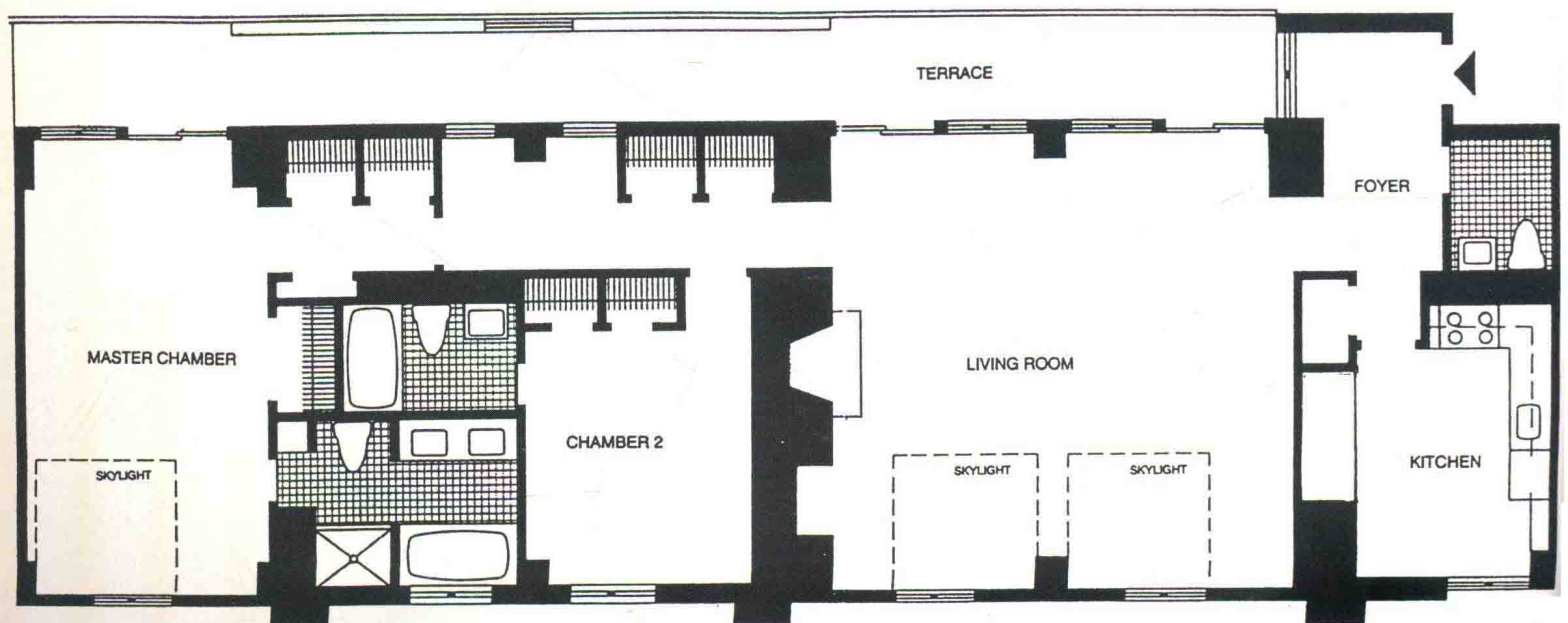 TERRACE
FOYER
MASTER CHAMBER
LIVING ROOM
CHAMBER 2
SKYLIGHT
SKYLIGHT
SKYLIGHT
KITCHEN